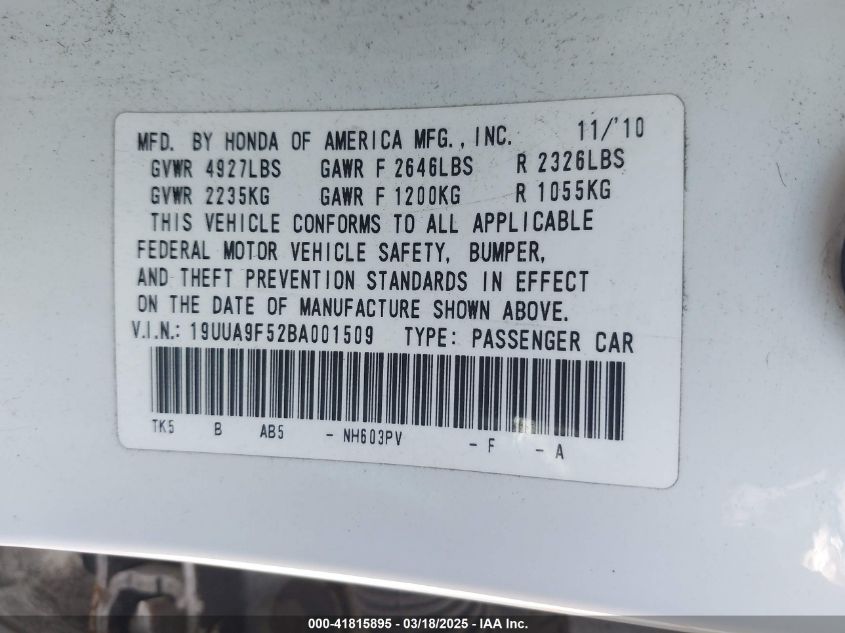 MFD. BY HONDA OF AMERICA MFG., INC. 11/'10
GVWR 4927LBS GAWR F 2646LBS R 2326LBS
GVWR 2235KG GAWR F 1200KG R 1055KG
THIS VEHICLE CONFORMS TO ALL APPLICABLE
FEDERAL MOTOR VEHICLE SAFETY, BUMPER,
AND THEFT PREVENTION STANDARDS IN EFFECT
ON THE DATE OF MANUFACTURE SHOWN ABOVE.
V.I.N.: 19UUA9F52BA001509 TYPE: PASSENGER CAR
TK5 B AB5 - NH603PV - F - A
000-41815895 - 03/18/2025 - IAA Inc.